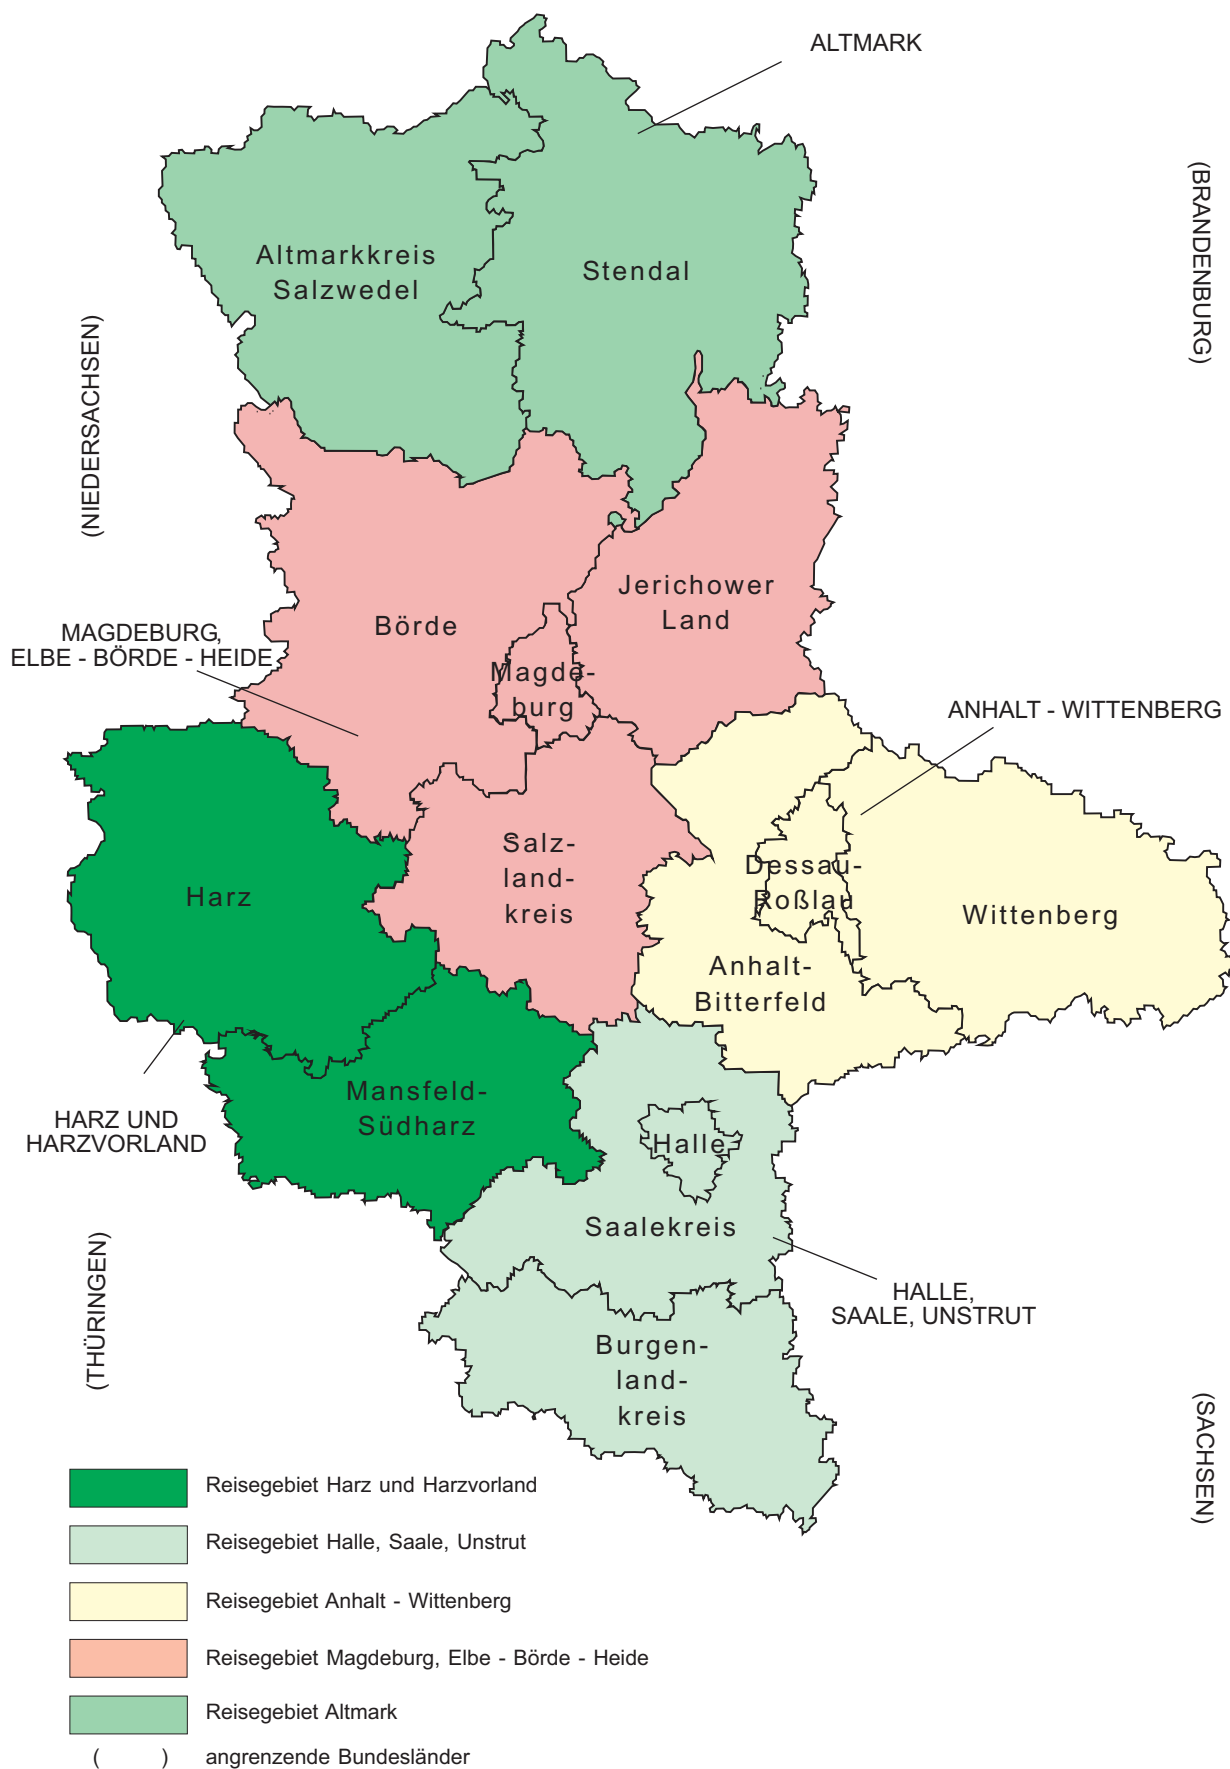 ALTMARK
(BRANDENBURG)
Altmarkkreis
Salzwedel
Stendal
(NIEDERSACHSEN)
Jerichower
Land
Börde
MAGDEBURG,
ELBE - BÖRDE - HEIDE
Magde-
burg
ANHALT - WITTENBERG
Salz-
land-
kreis
Dessau-
Roßlau
Harz
Wittenberg
Anhalt-
Bitterfeld
Mansfeld-
Südharz
HARZ UND
HARZVORLAND
Halle
Saalekreis
(THÜRINGEN)
HALLE,
SAALE, UNSTRUT
Burgen-
land-
kreis
(SACHSEN)
Reisegebiet Harz und Harzvorland
Reisegebiet Halle, Saale, Unstrut
Reisegebiet Anhalt - Wittenberg
Reisegebiet Magdeburg, Elbe - Börde - Heide
Reisegebiet Altmark
( ) angrenzende Bundesländer